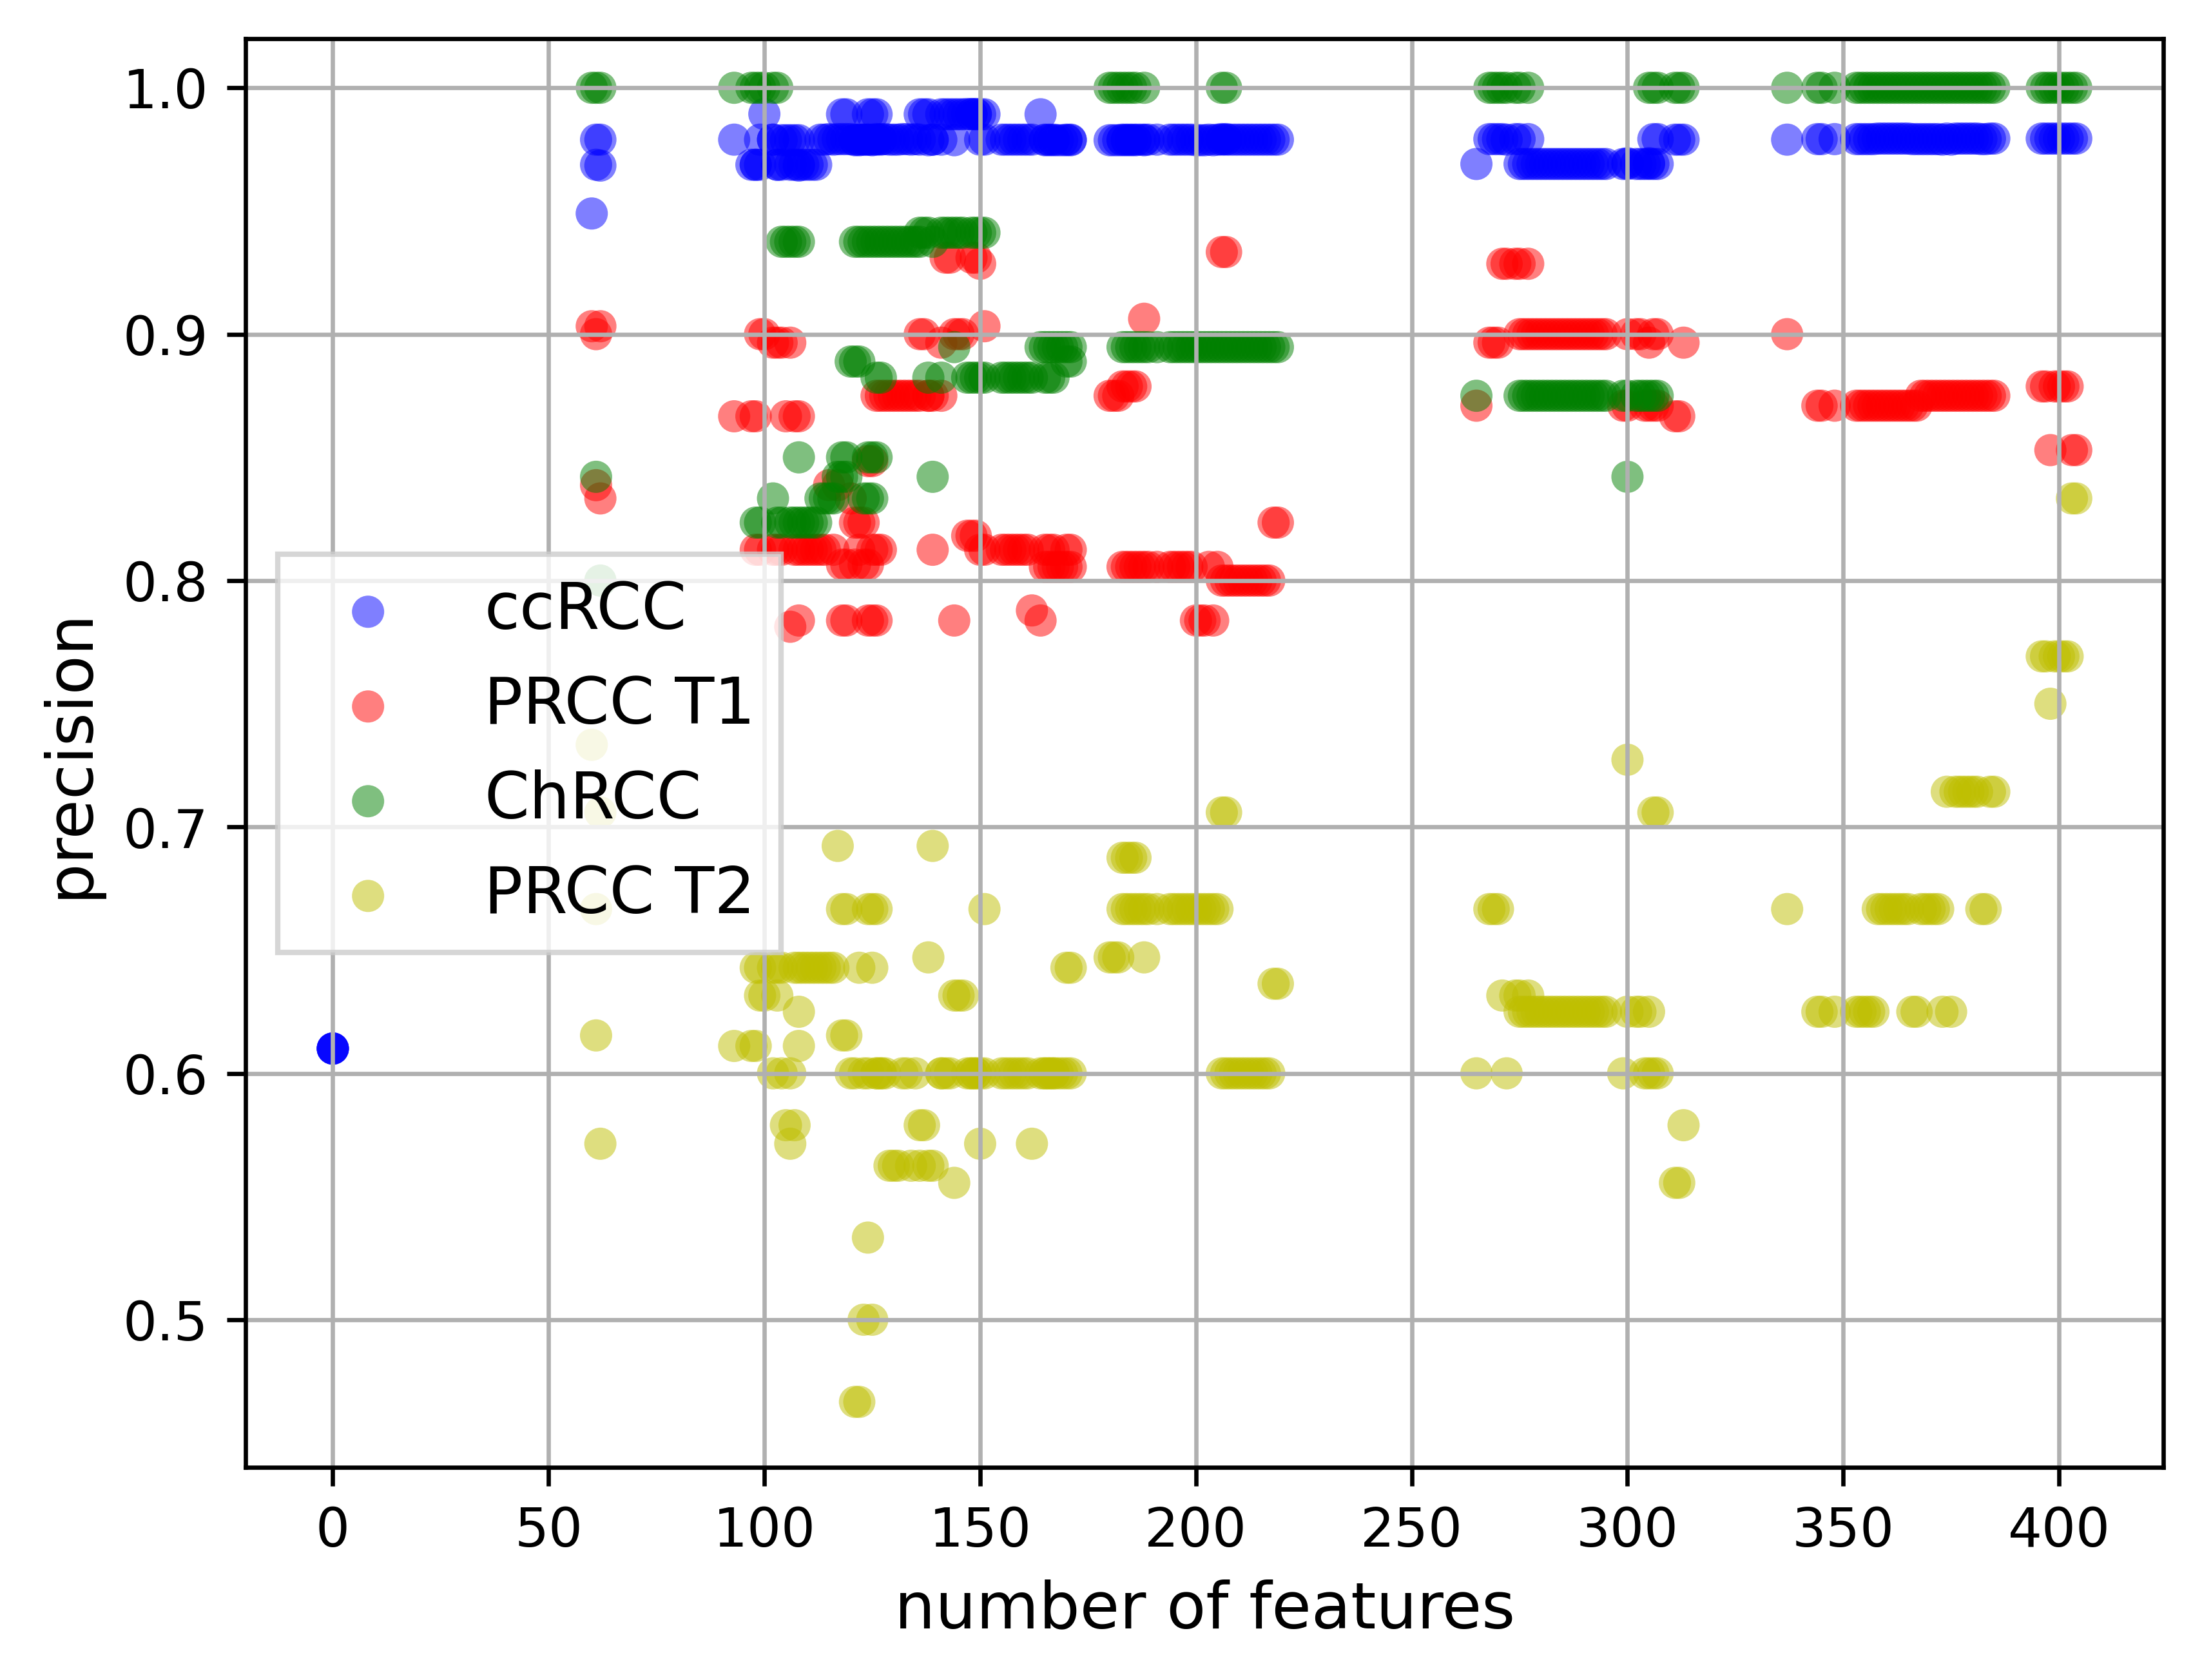 1.0
0.9
0.8
0.7
0.6
0.5
precision
ccRCC
PRCC T1
ChRCC
PRCC T2
0 50 100 150 200 250 300 350 400
number of features